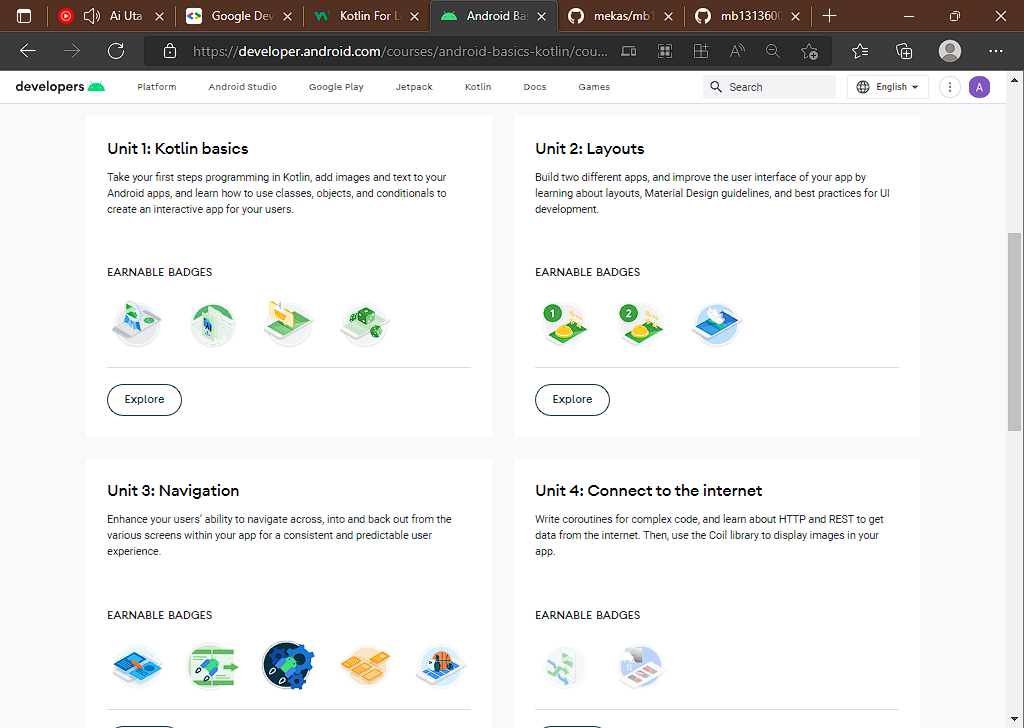 Ai Uta
Google Dev
Kotlin For L
Android Ba
mekas/mb1
mb1313600
https://developer.android.com/courses/android-basics-kotlin/cou...
developers
Platform
Android Studio
Google Play
Jetpack
Kotlin
Docs
Games
Search
English
A
Unit 1: Kotlin basics
Take your first steps programming in Kotlin, add images and text to your
Android apps, and learn how to use classes, objects, and conditionals to
create an interactive app for your users.
EARNABLE BADGES
Explore
Unit 2: Layouts
Build two different apps, and improve the user interface of your app by
learning about layouts, Material Design guidelines, and best practices for UI
development.
EARNABLE BADGES
1
2
Explore
Unit 3: Navigation
Enhance your users' ability to navigate across, into and back out from the
various screens within your app for a consistent and predictable user
experience.
EARNABLE BADGES
Unit 4: Connect to the internet
Write coroutines for complex code, and learn about HTTP and REST to get
data from the internet. Then, use the Coil library to display images in your
app.
EARNABLE BADGES